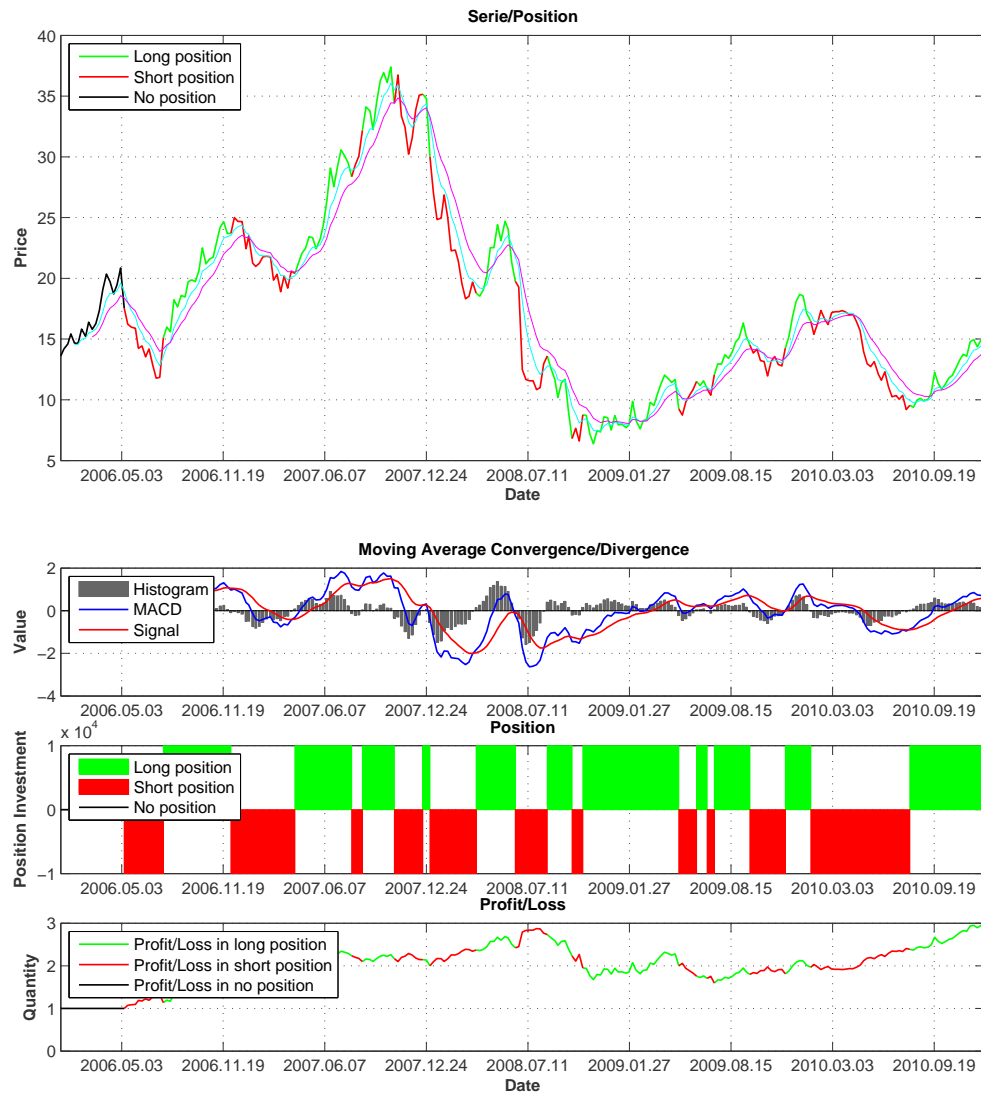 Serie/Position
40
35
30
25
20
15
10
5
Price
Long position
Short position
No position
2006.05.03 2006.11.19 2007.06.07 2007.12.24 2008.07.11 2009.01.27 2009.08.15 2010.03.03 2010.09.19
Date
Moving Average Convergence/Divergence
2
0
−2
−4
Value
Histogram
MACD
Signal
2006.05.03 2006.11.19 2007.06.07 2007.12.24 2008.07.11 2009.01.27 2009.08.15 2010.03.03 2010.09.19
x 10^4
Position
1
0
−1
Position Investment
Long position
Short position
No position
2006.05.03 2006.11.19 2007.06.07 2007.12.24 2008.07.11 2009.01.27 2009.08.15 2010.03.03 2010.09.19
Profit/Loss
3
2
1
0
Quantity
Profit/Loss in long position
Profit/Loss in short position
Profit/Loss in no position
2006.05.03 2006.11.19 2007.06.07 2007.12.24 2008.07.11 2009.01.27 2009.08.15 2010.03.03 2010.09.19
Date